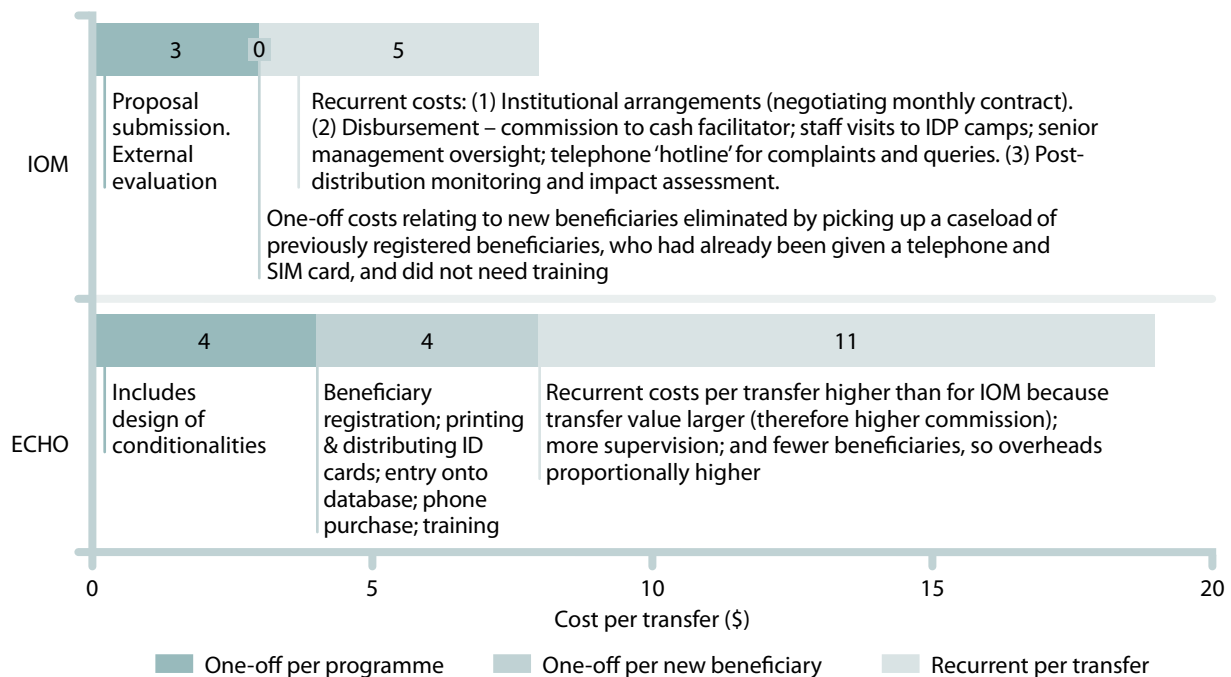 3
0
5
IOM
Proposal
submission.
External
evaluation
Recurrent costs: (1) Institutional arrangements (negotiating monthly contract).
(2) Disbursement – commission to cash facilitator; staff visits to IDP camps; senior
management oversight; telephone ‘hotline’ for complaints and queries. (3) Post-
distribution monitoring and impact assessment.
One-off costs relating to new beneficiaries eliminated by picking up a caseload of
previously registered beneficiaries, who had already been given a telephone and
SIM card, and did not need training
4
4
11
ECHO
Includes
design of
conditionalities
Beneficiary
registration; printing
& distributing ID
cards; entry onto
database; phone
purchase; training
Recurrent costs per transfer higher than for IOM because
transfer value larger (therefore higher commission);
more supervision; and fewer beneficiaries, so overheads
proportionally higher
0
5
10
15
20
Cost per transfer ($)
One-off per programme
One-off per new beneficiary
Recurrent per transfer